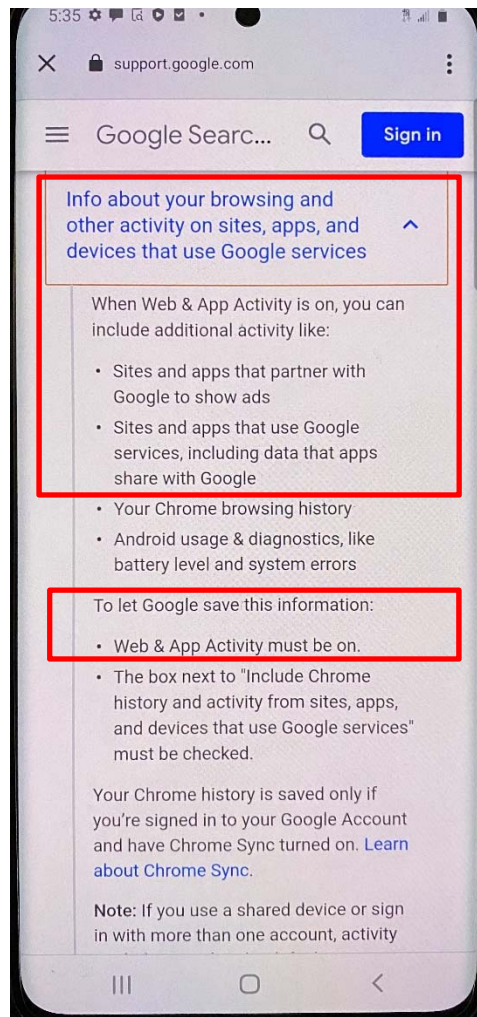 5:35
support.google.com
Google Searc...
Sign in
Info about your browsing and
other activity on sites, apps, and
devices that use Google services
When Web & App Activity is on, you can
include additional activity like:
• Sites and apps that partner with
Google to show ads
• Sites and apps that use Google
services, including data that apps
share with Google
• Your Chrome browsing history
• Android usage & diagnostics, like
battery level and system errors
To let Google save this information:
• Web & App Activity must be on.
• The box next to "Include Chrome
history and activity from sites, apps,
and devices that use Google services"
must be checked.
Your Chrome history is saved only if
you're signed in to your Google Account
and have Chrome Sync turned on. Learn
about Chrome Sync.
Note: If you use a shared device or sign
in with more than one account, activity